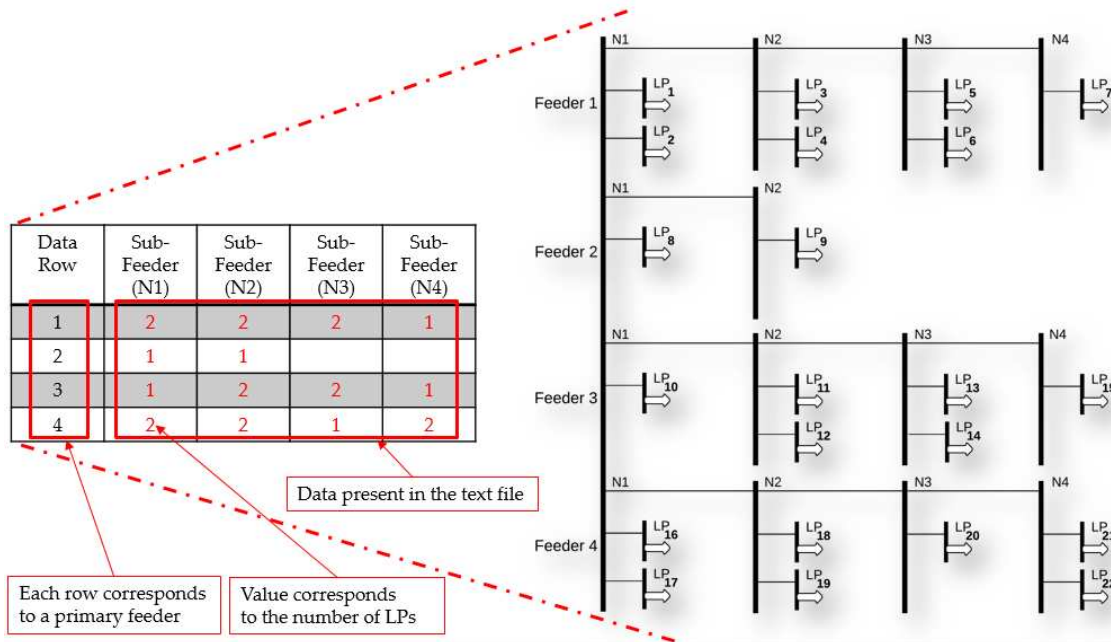 Data
Row
Sub-
Feeder
(N1)
Sub-
Feeder
(N2)
Sub-
Feeder
(N3)
Sub-
Feeder
(N4)
1 2 2 2 1
2 1 1
3 1 2 2 1
4 2 2 1 2
Data present in the text file
Each row corresponds
to a primary feeder
Value corresponds
to the number of LPs
N1 N2 N3 N4
Feeder 1
LP1 LP3 LP5 LP7
LP2 LP4 LP6
N1 N2
Feeder 2
LP8 LP9
N1 N2 N3 N4
Feeder 3
LP10 LP11 LP13 LP
LP12 LP14
N1 N2 N3 N4
Feeder 4
LP16 LP18 LP20 LP
LP17 LP19 LP